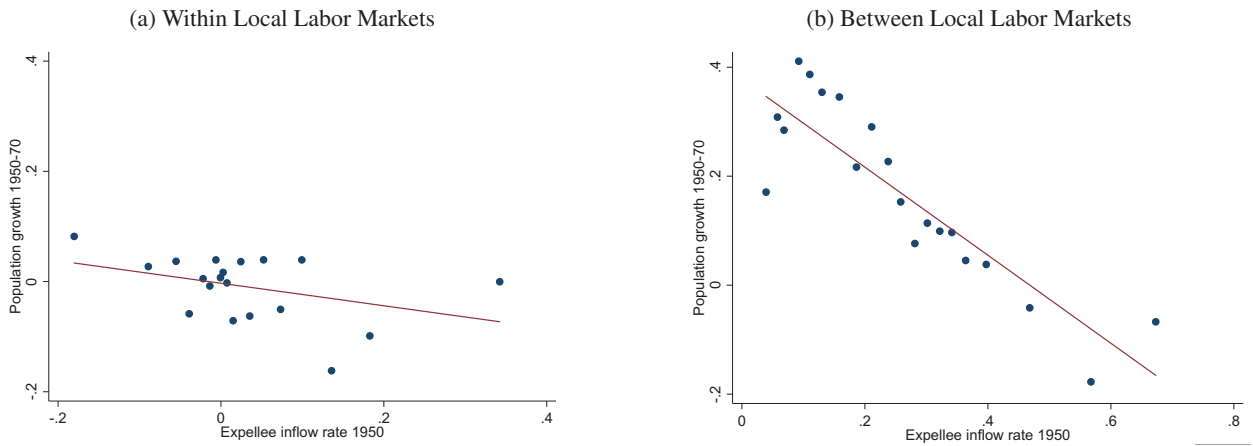 (a) Within Local Labor Markets
Population growth 1950-70
.4
.2
0
-.2
-.2
0
.2
.4
Expellee inflow rate 1950
(b) Between Local Labor Markets
Population growth 1950-70
.4
.2
0
-.2
0
.2
.4
.6
.8
Expellee inflow rate 1950